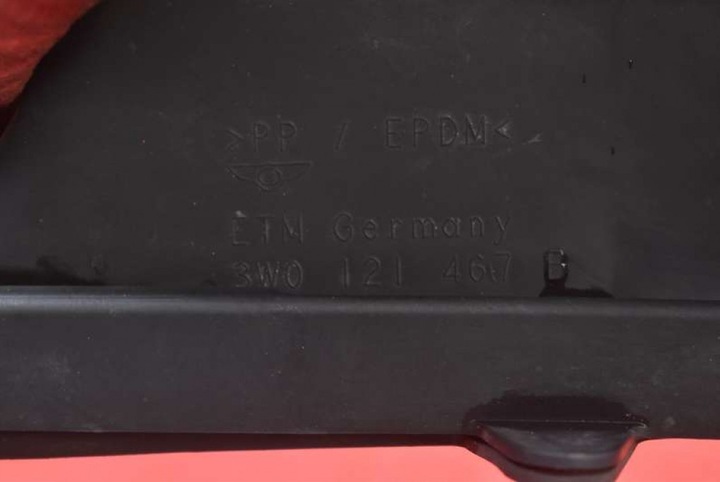 >PP / EPDM<
ETM Germany
3W0 121 467 B